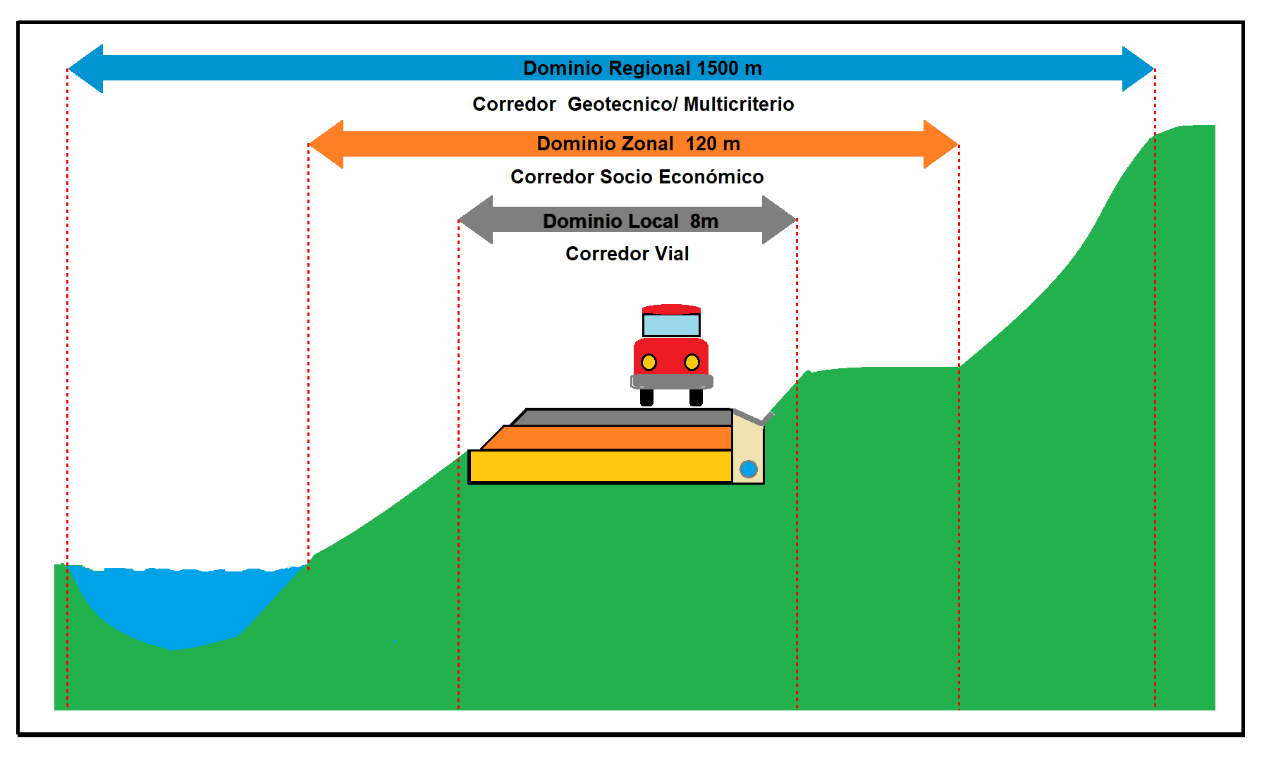 Dominio Regional 1500 m
Corredor Geotecnico/ Multicriterio
Dominio Zonal 120 m
Corredor Socio Económico
Dominio Local 8m
Corredor Vial